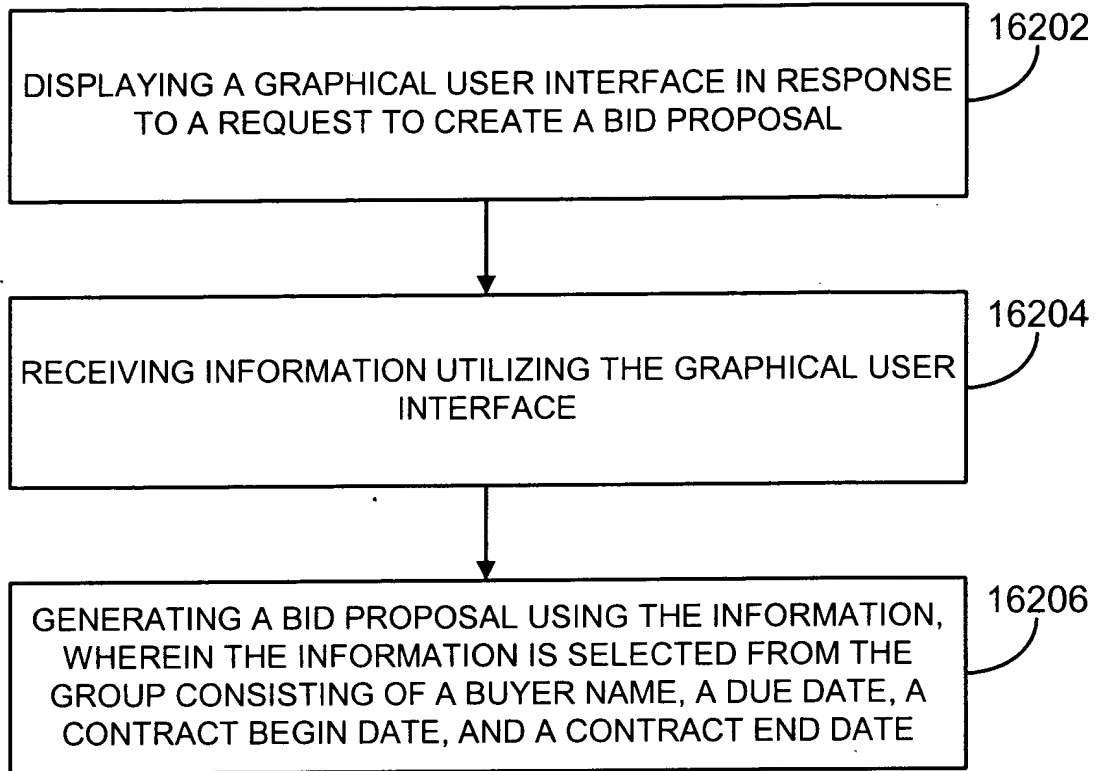 16202
DISPLAYING A GRAPHICAL USER INTERFACE IN RESPONSE
TO A REQUEST TO CREATE A BID PROPOSAL
16204
RECEIVING INFORMATION UTILIZING THE GRAPHICAL USER
INTERFACE
16206
GENERATING A BID PROPOSAL USING THE INFORMATION,
WHEREIN THE INFORMATION IS SELECTED FROM THE
GROUP CONSISTING OF A BUYER NAME, A DUE DATE, A
CONTRACT BEGIN DATE, AND A CONTRACT END DATE